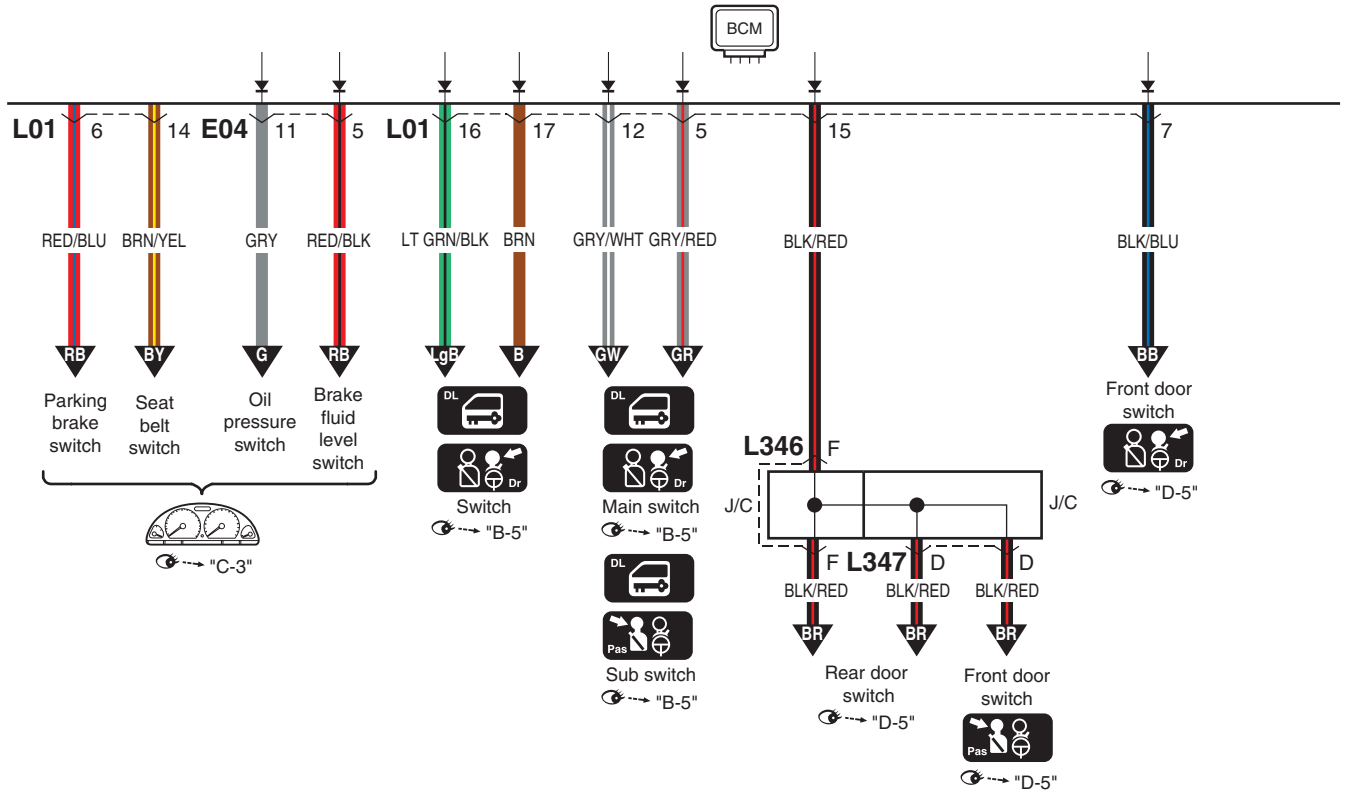 BCM
L01 6 14 E04 11 5 L01 16 17 12 5 15 7
RED/BLU BRN/YEL GRY RED/BLK LT GRN/BLK BRN GRY/WHT GRY/RED BLK/RED BLK/BLU
RB BY G RB LgB B GW GR BB
Parking
brake
switch
Seat
belt
switch
Oil
pressure
switch
Brake
fluid
level
switch
"C-3"
DL
Dr
Switch
"B-5"
DL
Dr
Main switch
"B-5"
DL
Pas
Sub switch
"B-5"
L346 F
J/C J/C
F L347 D D
BLK/RED BLK/RED BLK/RED
BR BR BR
Rear door
switch
"D-5"
Front door
switch
Pas
"D-5"
Front door
switch
Dr
"D-5"